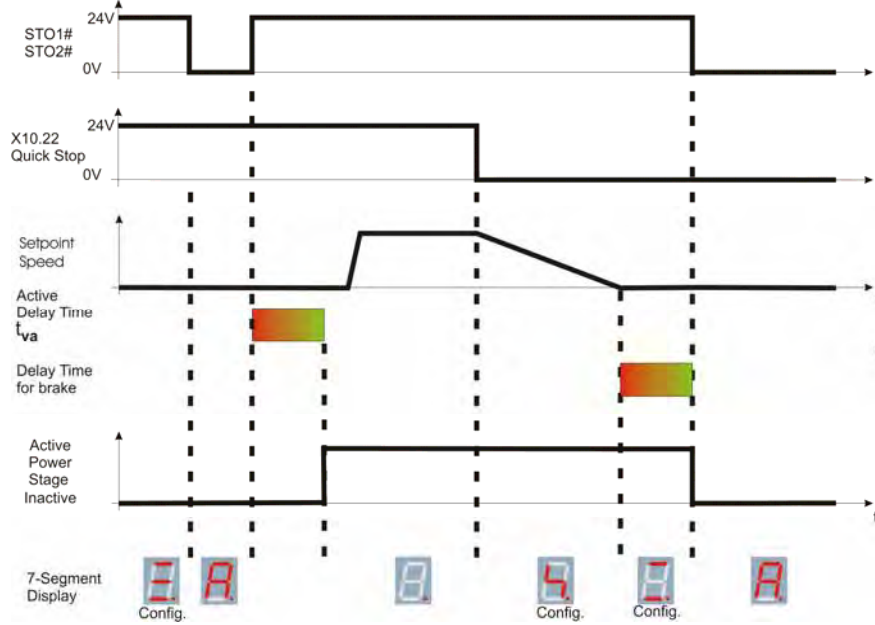 24V
STO1#
STO2#
0V
t
24V
X10.22
Quick Stop
0V
t
Setpoint
Speed
t
Active
Delay Time
tva
Delay Time
for brake
Active
Power
Stage
Inactive
t
7-Segment
Display
A.
A.
Config.
Config.
Config.